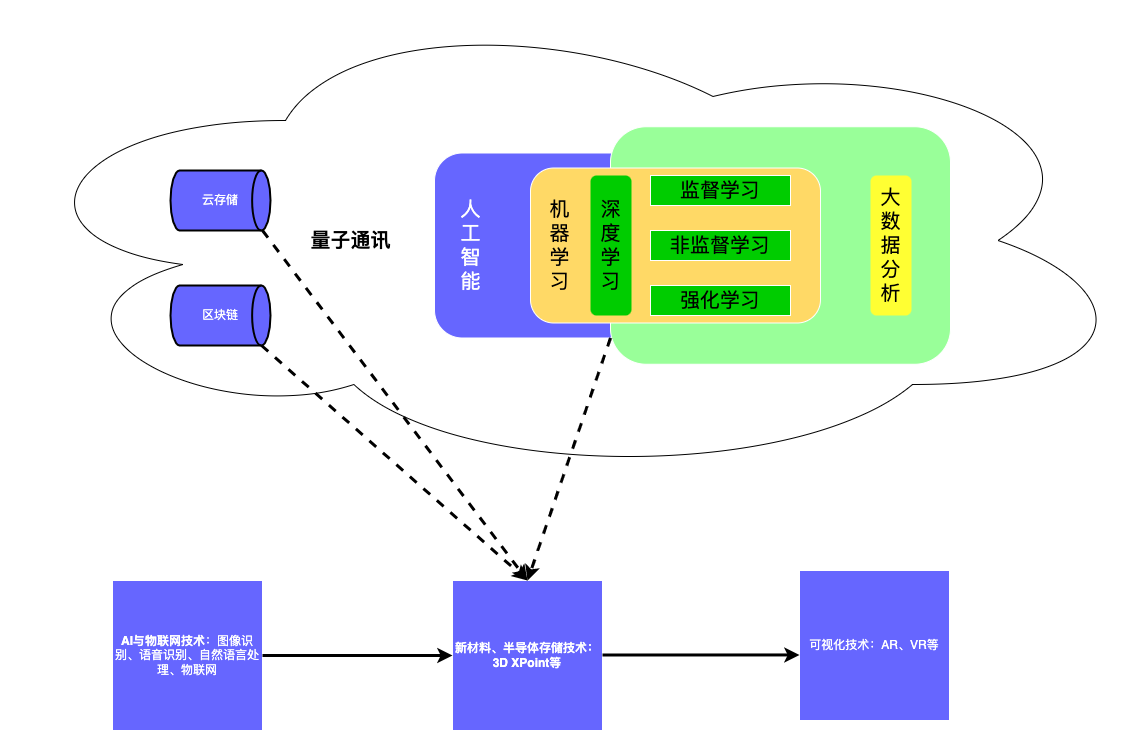 云存储
量子通讯
区块链
人工智能
机器学习
深度学习
监督学习
非监督学习
强化学习
大数据分析
AI与物联网技术：图像识
别、语音识别、自然语言处
理、物联网
新材料、半导体存储技术：
3D XPoint等
可视化技术：AR、VR等